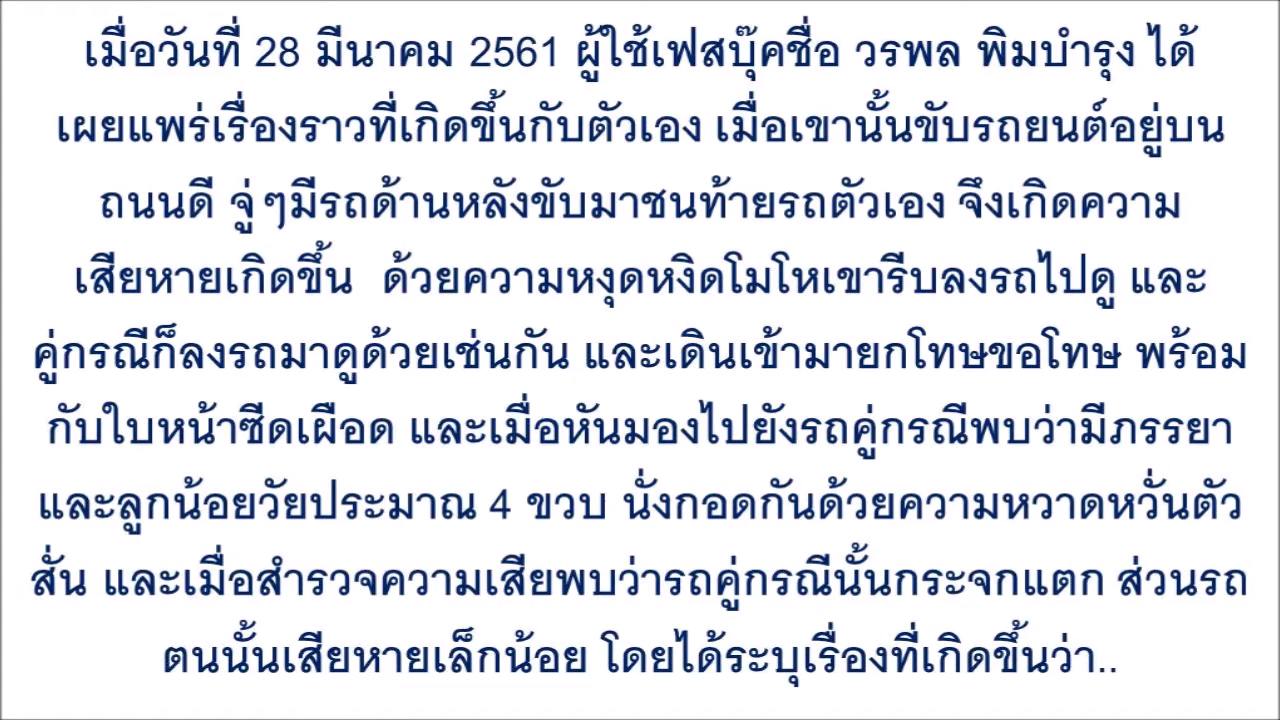 เมื่อวันที่ 28 มีนาคม 2561 ผู้ใช้เฟสบุ๊คชื่อ วรพล พิมบำรุง ได้
เผยแพร่เรื่องราวที่เกิดขึ้นกับตัวเอง เมื่อเขานั้นขับรถยนต์อยู่บน
ถนนดี จู่ๆมีรถด้านหลังขับมาชนท้ายรถตัวเอง จึงเกิดความ
เสียหายเกิดขึ้น  ด้วยความหงุดหงิดโมโหเขารีบลงรถไปดู และ
คู่กรณีก็ลงรถมาดูด้วยเช่นกัน และเดินเข้ามายกโทษขอโทษ พร้อม
กับใบหน้าซีดเผือด และเมื่อหันมองไปยังรถคู่กรณีพบว่ามีภรรยา
และลูกน้อยวัยประมาณ 4 ขวบ นั่งกอดกันด้วยความหวาดหวั่นตัว
สั่น และเมื่อสำรวจความเสียพบว่ารถคู่กรณีนั้นกระจกแตก ส่วนรถ
ตนนั้นเสียหายเล็กน้อย โดยได้ระบุเรื่องที่เกิดขึ้นว่า..